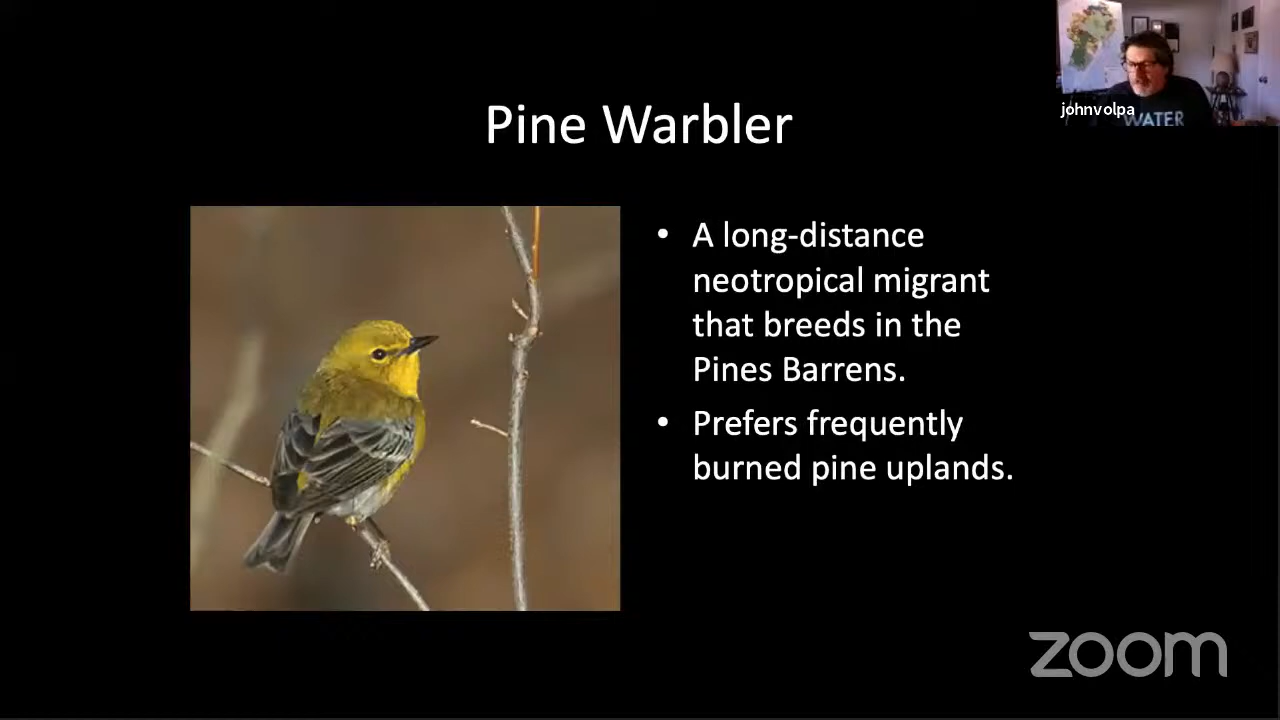 Pine Warbler
johnvolpa
WATER
• A long-distance
neotropical migrant
that breeds in the
Pines Barrens.
• Prefers frequently
burned pine uplands.
zoom